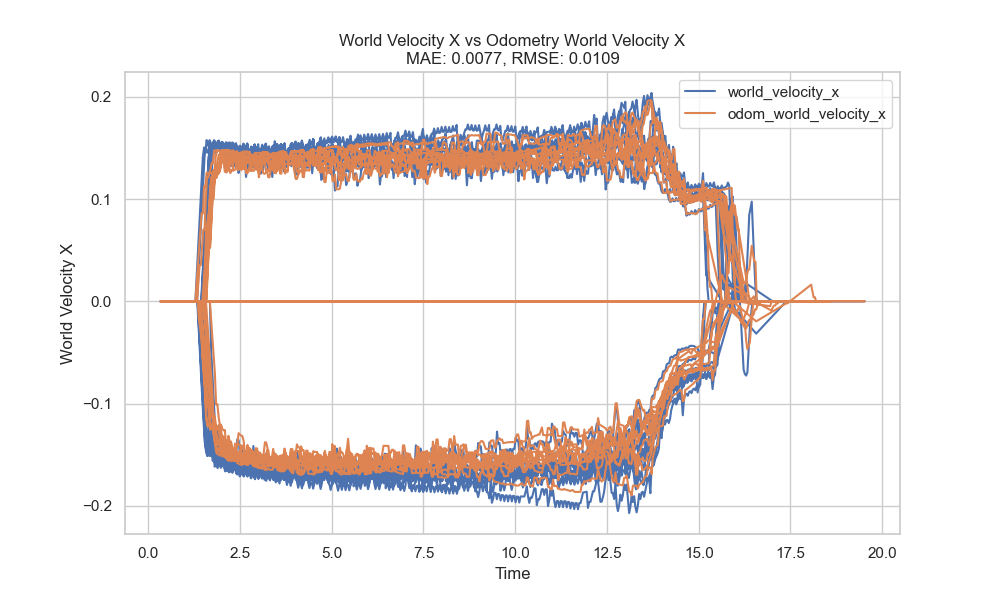 World Velocity X vs Odometry World Velocity X
MAE: 0.0077, RMSE: 0.0109
world_velocity_x
odom_world_velocity_x
0.2
0.1
0.0
−0.1
−0.2
World Velocity X
0.0 2.5 5.0 7.5 10.0 12.5 15.0 17.5 20.0
Time